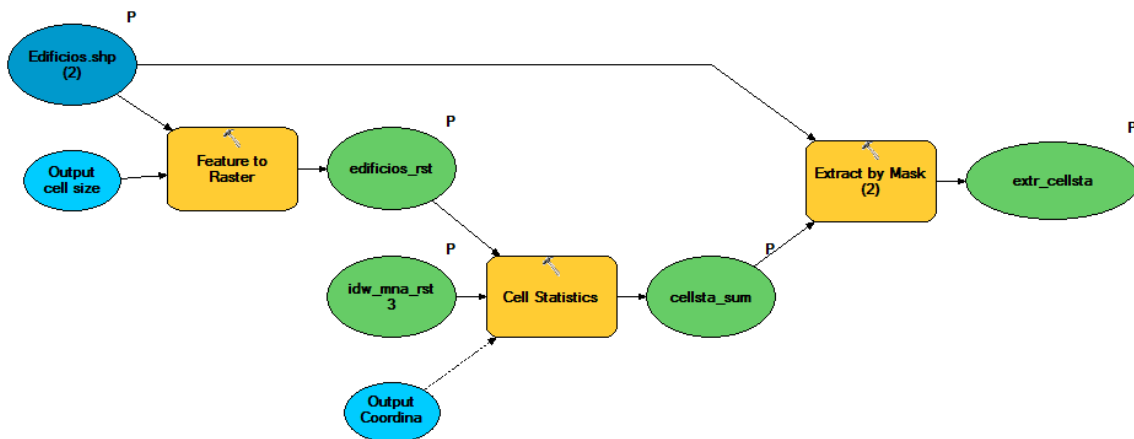 P
Edificios.shp
(2)
P
P
Feature to
Raster
Extract by Mask
(2)
Output
cell size
edificios_rst
extr_cellsta
P
P
idw_mna_rst
3
Cell Statistics
cellsta_sum
Output
Coordina